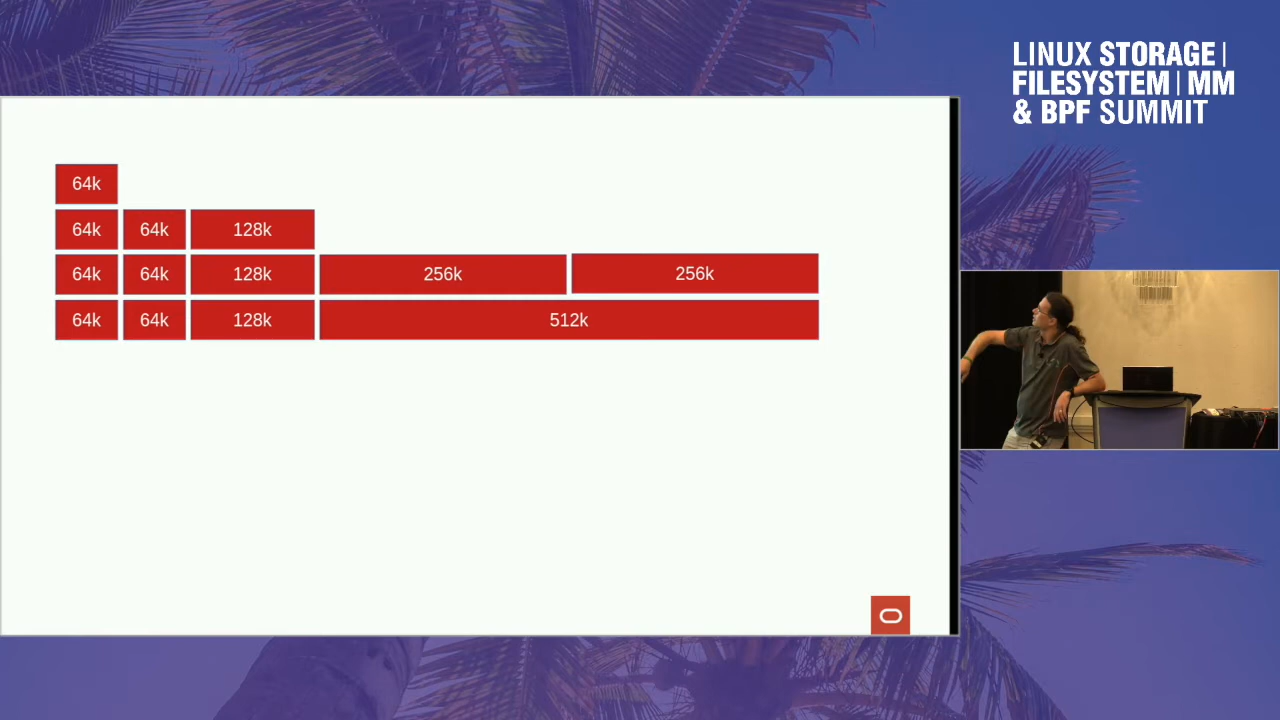 LINUX STORAGE |
FILESYSTEM | MM
& BPF SUMMIT
64k
64k 64k 128k
64k 64k 128k 256k 256k
64k 64k 128k 512k